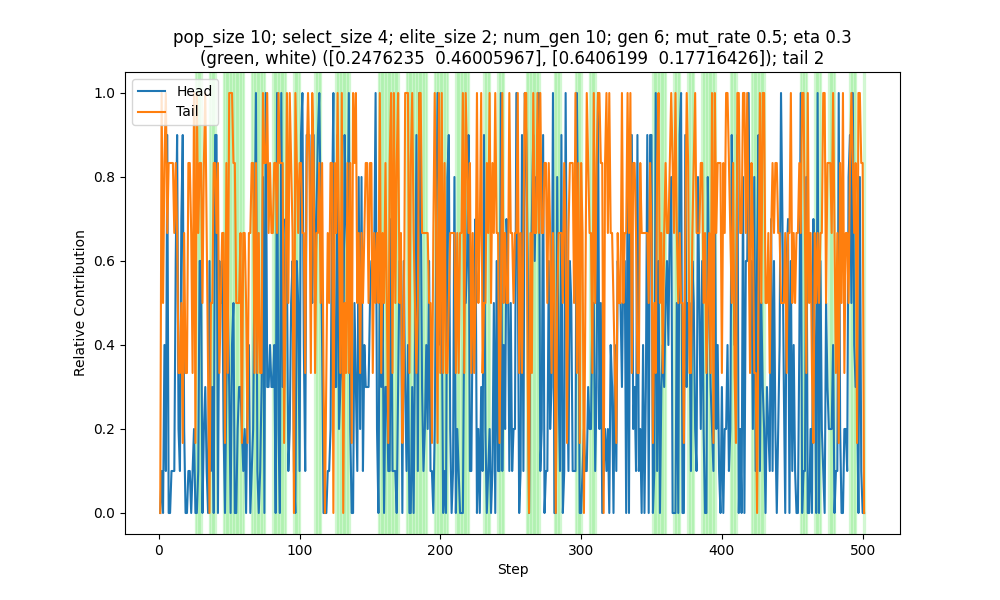 pop_size 10; select_size 4; elite_size 2; num_gen 10; gen 6; mut_rate 0.5; eta 0.3
(green, white) ([0.2476235  0.46005967], [0.6406199  0.17716426]); tail 2
Head
Tail
1.0
0.8
0.6
0.4
0.2
0.0
Relative Contribution
0
100
200
300
400
500
Step